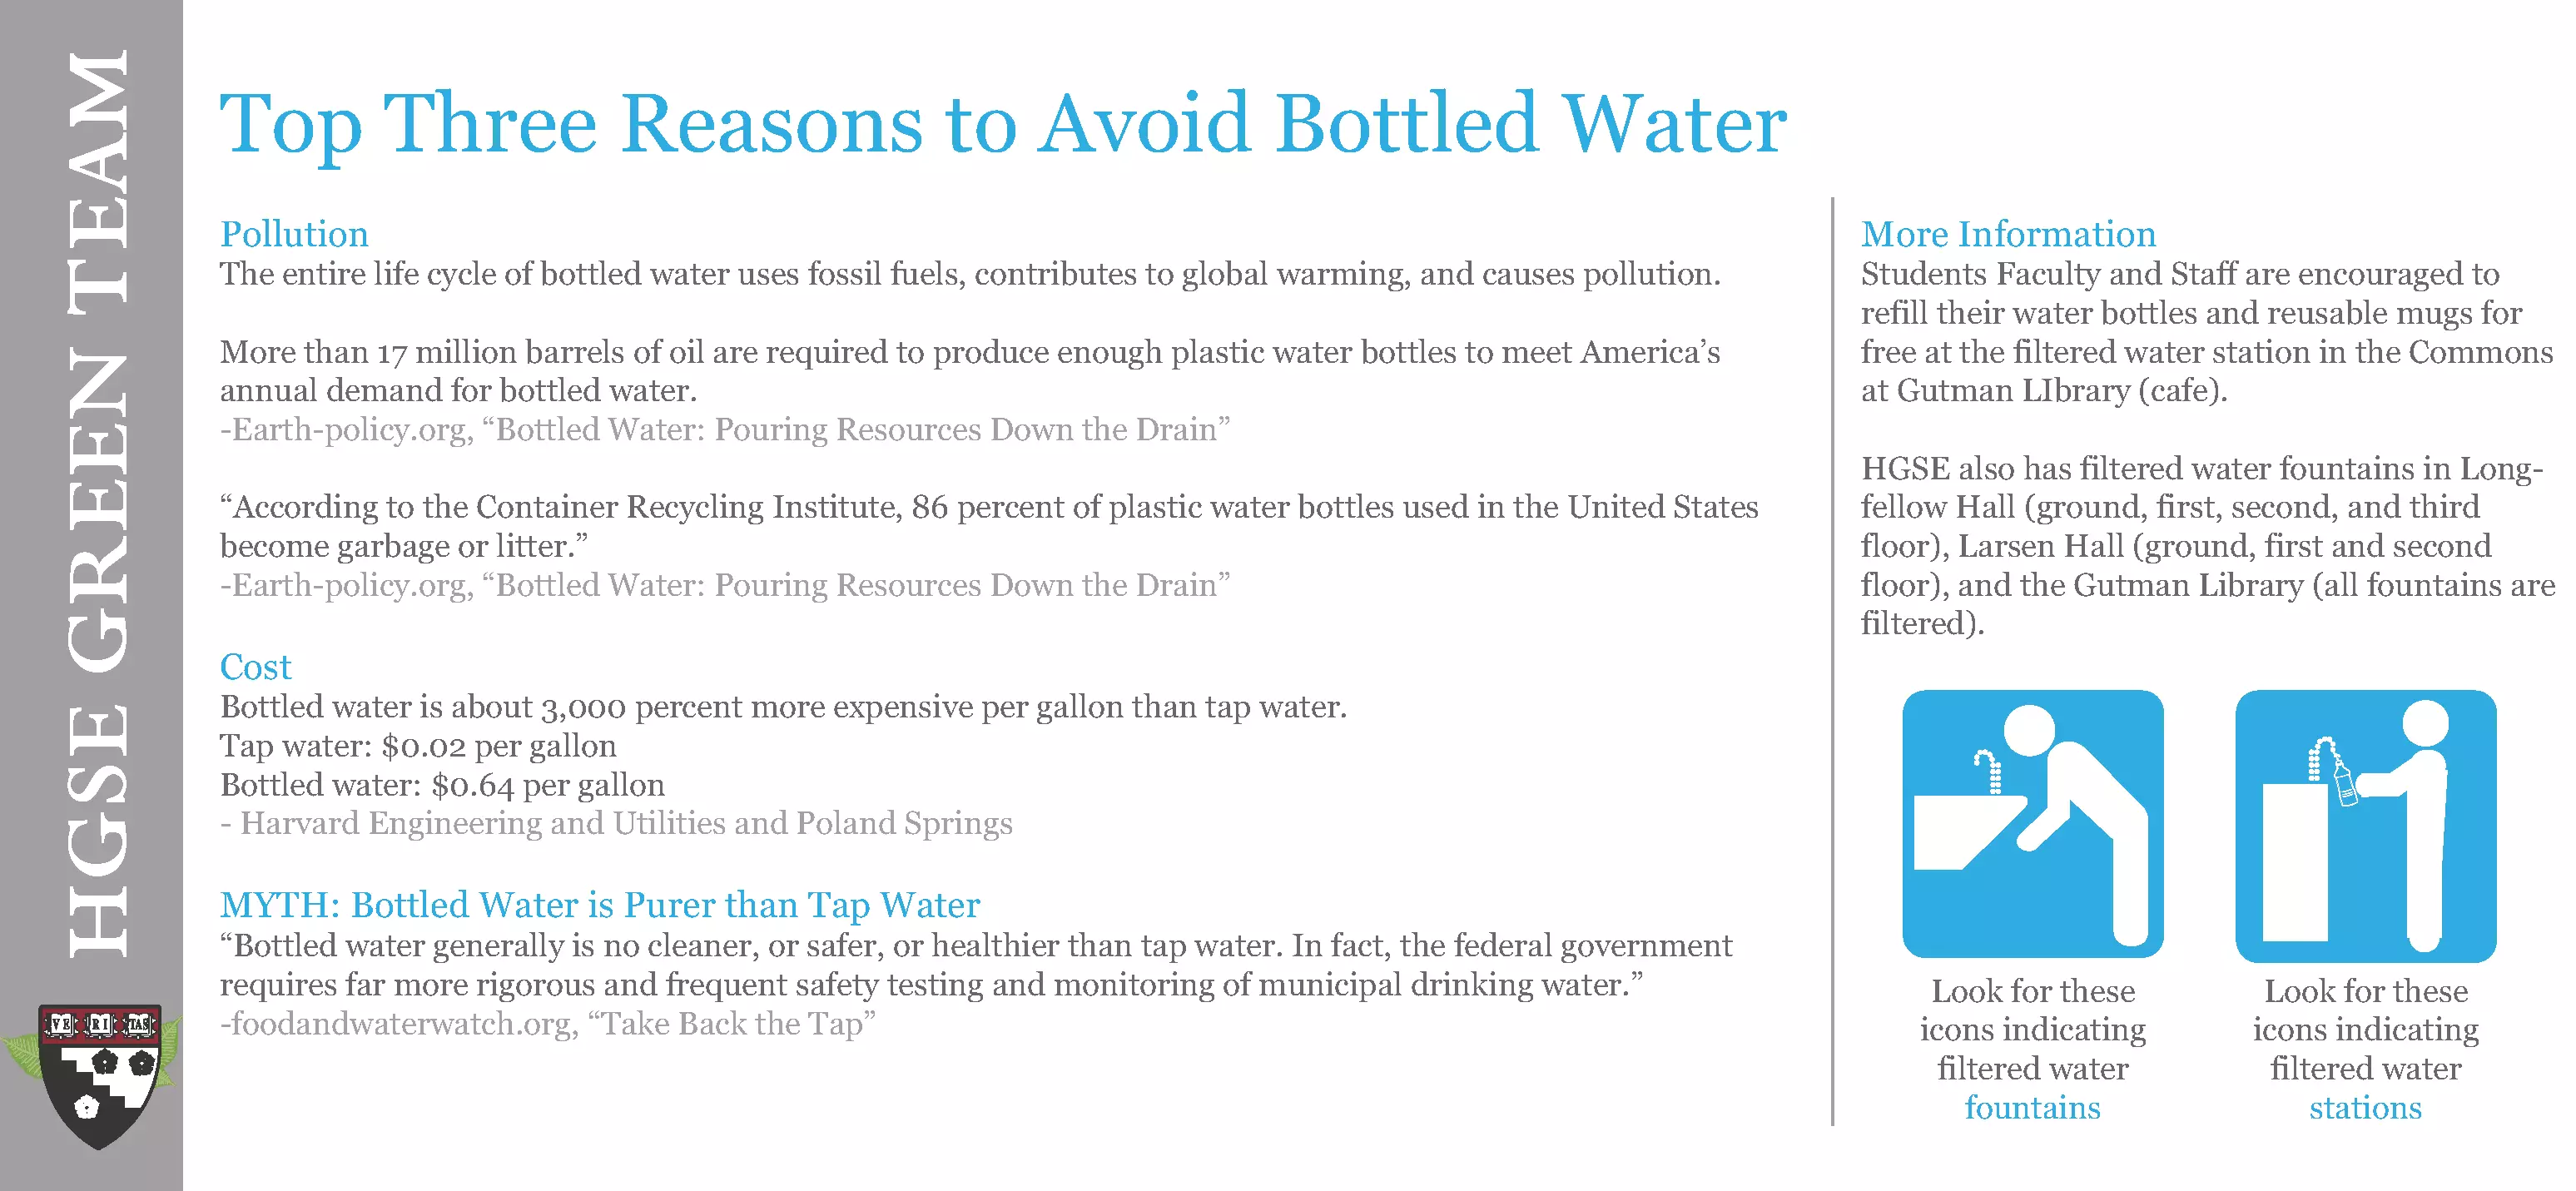 HGSE GREEN TEAM
VE RI TAS
Top Three Reasons to Avoid Bottled Water
Pollution
The entire life cycle of bottled water uses fossil fuels, contributes to global warming, and causes pollution.
More than 17 million barrels of oil are required to produce enough plastic water bottles to meet America’s
annual demand for bottled water.
-Earth-policy.org, “Bottled Water: Pouring Resources Down the Drain”
“According to the Container Recycling Institute, 86 percent of plastic water bottles used in the United States
become garbage or litter.”
-Earth-policy.org, “Bottled Water: Pouring Resources Down the Drain”
Cost
Bottled water is about 3,000 percent more expensive per gallon than tap water.
Tap water: $0.02 per gallon
Bottled water: $0.64 per gallon
- Harvard Engineering and Utilities and Poland Springs
MYTH: Bottled Water is Purer than Tap Water
“Bottled water generally is no cleaner, or safer, or healthier than tap water. In fact, the federal government
requires far more rigorous and frequent safety testing and monitoring of municipal drinking water.”
-foodandwaterwatch.org, “Take Back the Tap”
More Information
Students Faculty and Staff are encouraged to
refill their water bottles and reusable mugs for
free at the filtered water station in the Commons
at Gutman LIbrary (cafe).
HGSE also has filtered water fountains in Long-
fellow Hall (ground, first, second, and third
floor), Larsen Hall (ground, first and second
floor), and the Gutman Library (all fountains are
filtered).
Look for these
icons indicating
filtered water
fountains
Look for these
icons indicating
filtered water
stations